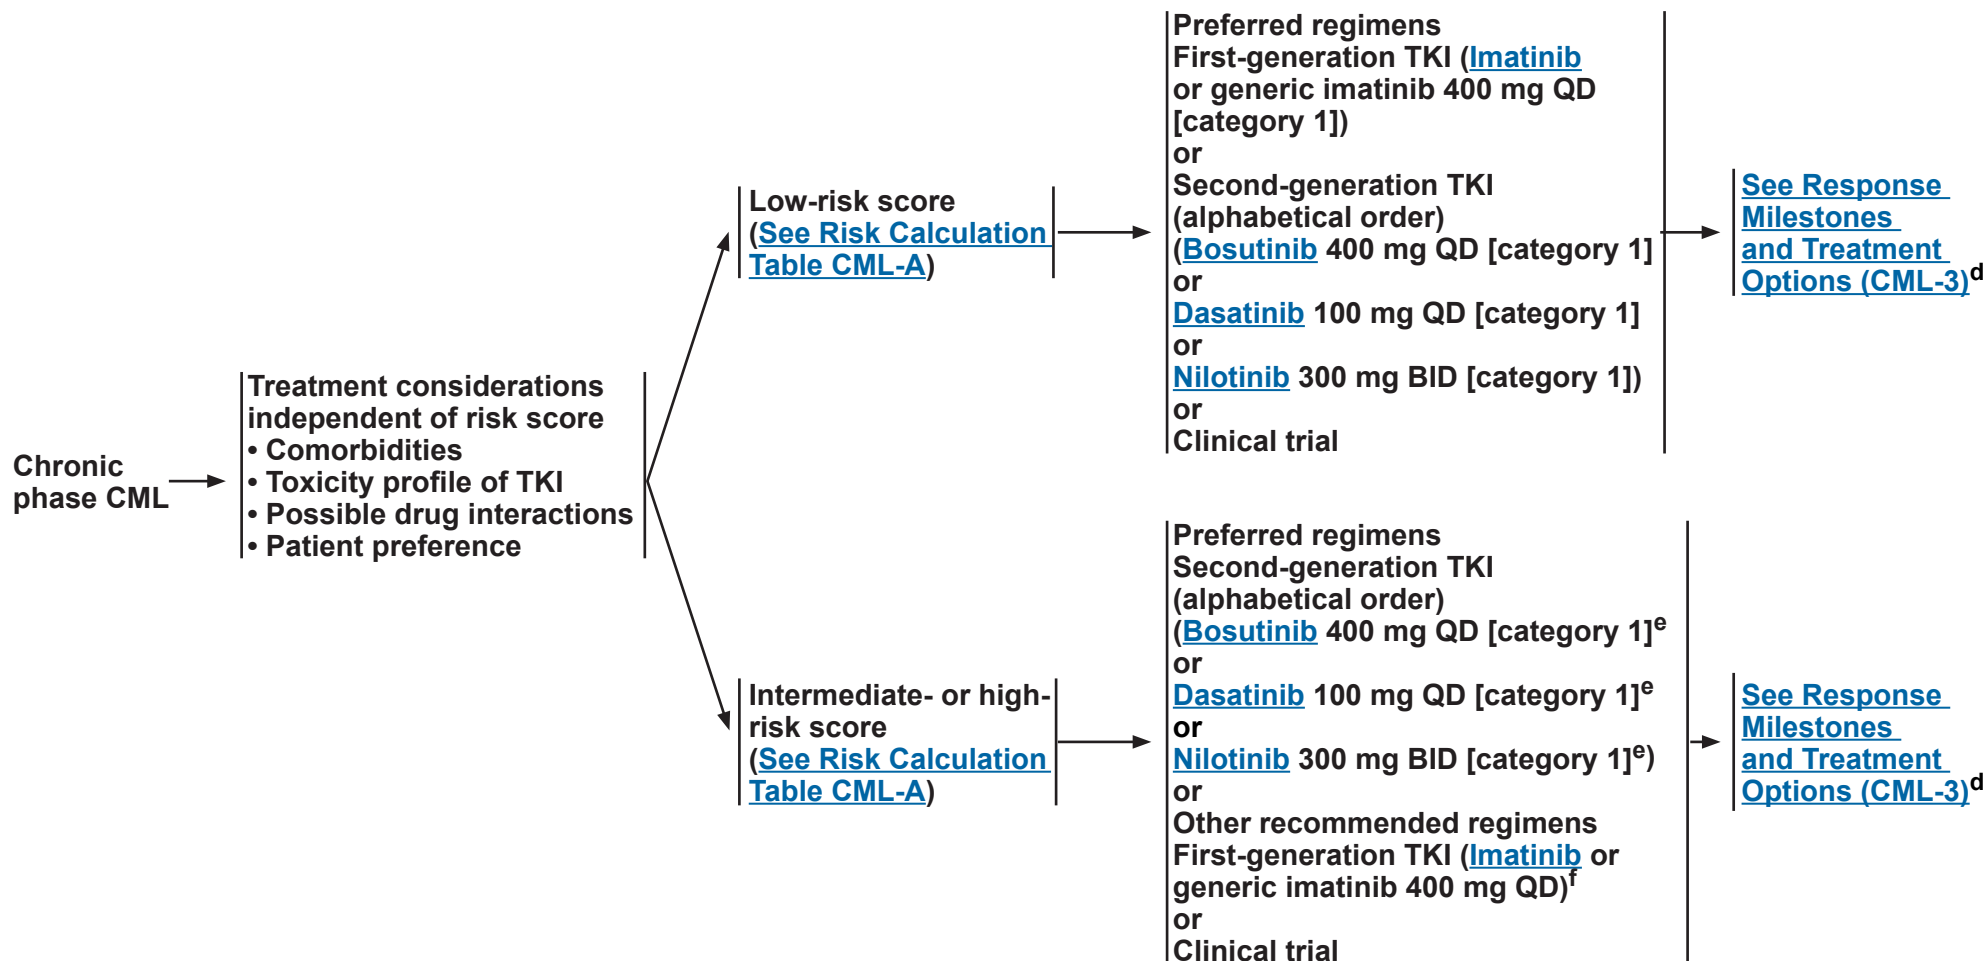 Chronic
phase CML
Treatment considerations
independent of risk score
• Comorbidities
• Toxicity profile of TKI
• Possible drug interactions
• Patient preference
Low-risk score
(See Risk Calculation
Table CML-A)
Preferred regimens
First-generation TKI (Imatinib
or generic imatinib 400 mg QD
[category 1])
or
Second-generation TKI
(alphabetical order)
(Bosutinib 400 mg QD [category 1]
or
Dasatinib 100 mg QD [category 1]
or
Nilotinib 300 mg BID [category 1])
or
Clinical trial
See Response
Milestones
and Treatment
Options (CML-3)d
Intermediate- or high-
risk score
(See Risk Calculation
Table CML-A)
Preferred regimens
Second-generation TKI
(alphabetical order)
(Bosutinib 400 mg QD [category 1]e
or
Dasatinib 100 mg QD [category 1]e
or
Nilotinib 300 mg BID [category 1]e)
or
Other recommended regimens
First-generation TKI (Imatinib or
generic imatinib 400 mg QD)f
or
Clinical trial
See Response
Milestones
and Treatment
Options (CML-3)d